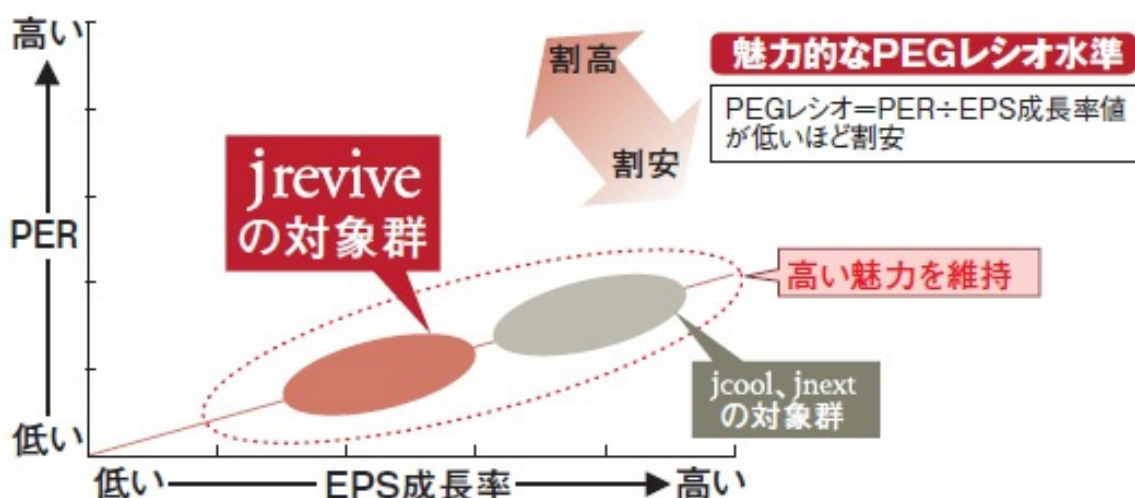 高い
PER
低い
割高
割安
魅力的なPEGレシオ水準
PEGレシオ=PER÷EPS成長率値
が低いほど割安
jrevive
の対象群
高い魅力を維持
jcool、jnext
の対象群
低い EPS成長率 高い